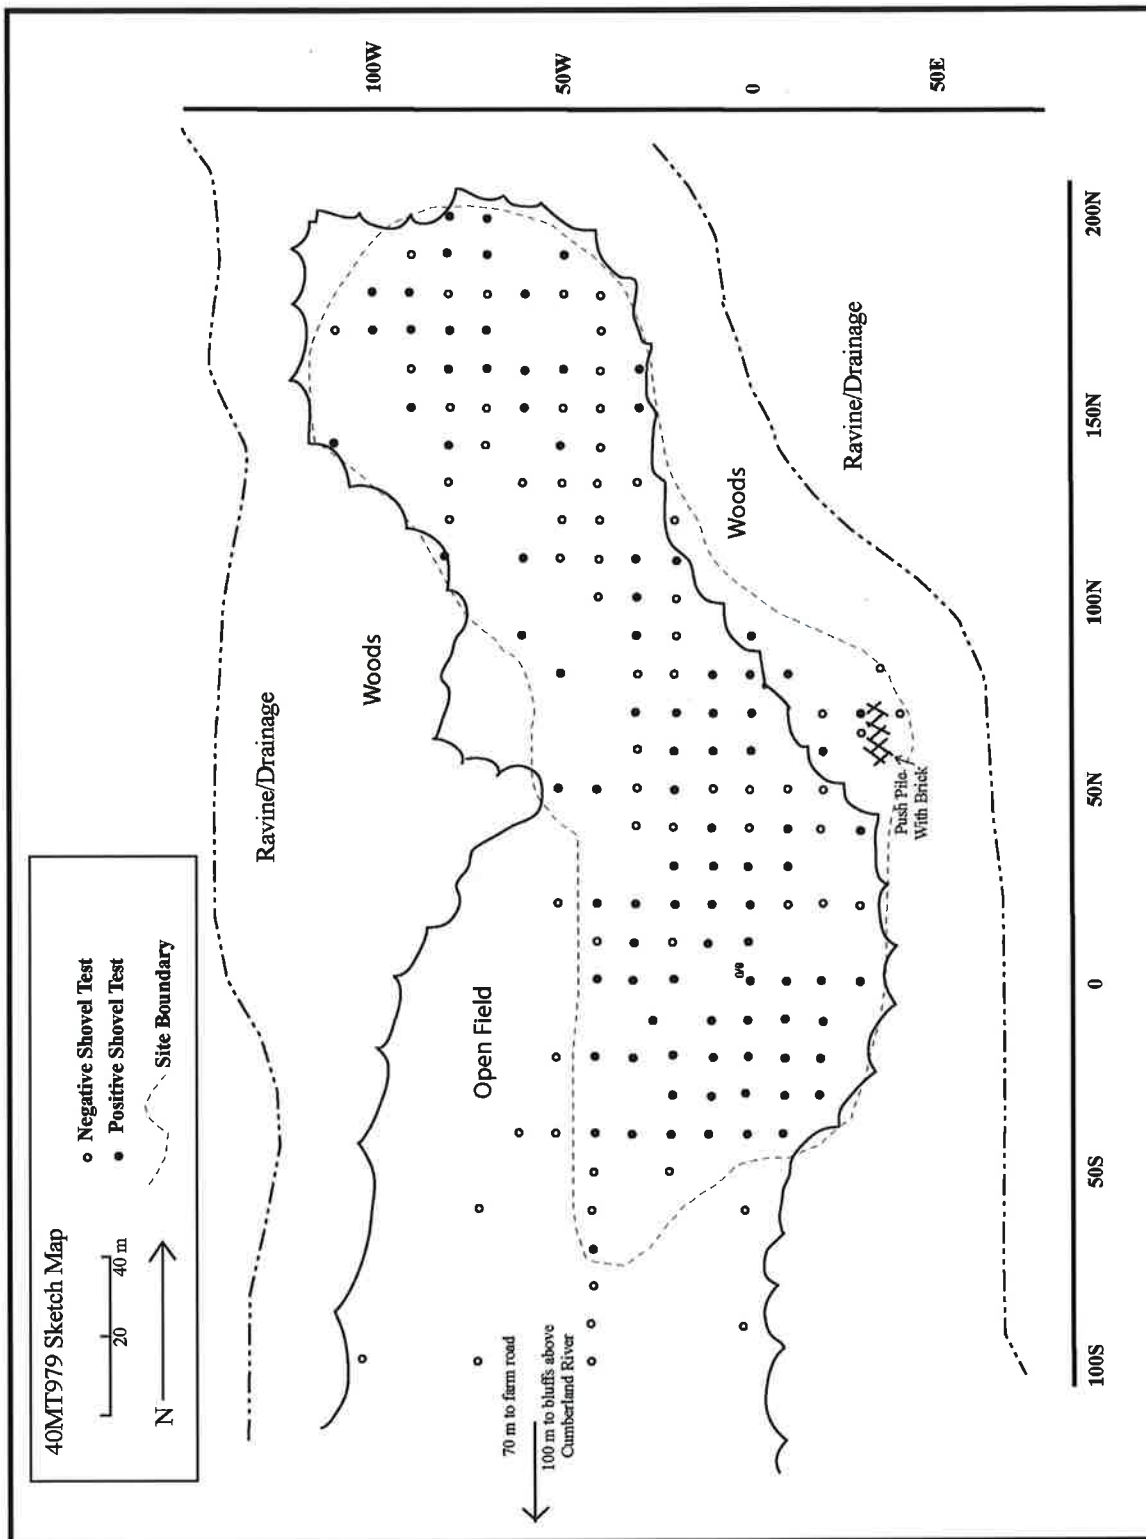 40MT979 Sketch Map
20
40 m
N
Negative Shovel Test
Positive Shovel Test
Site Boundary
Ravine/Drainage
Woods
Open Field
70 m to farm road
100 m to bluffs above
Cumberland River
0/0
Push Pile
With Brick
Woods
Ravine/Drainage
100W
50W
0
50E
200N
150N
100N
50N
0
50S
100S